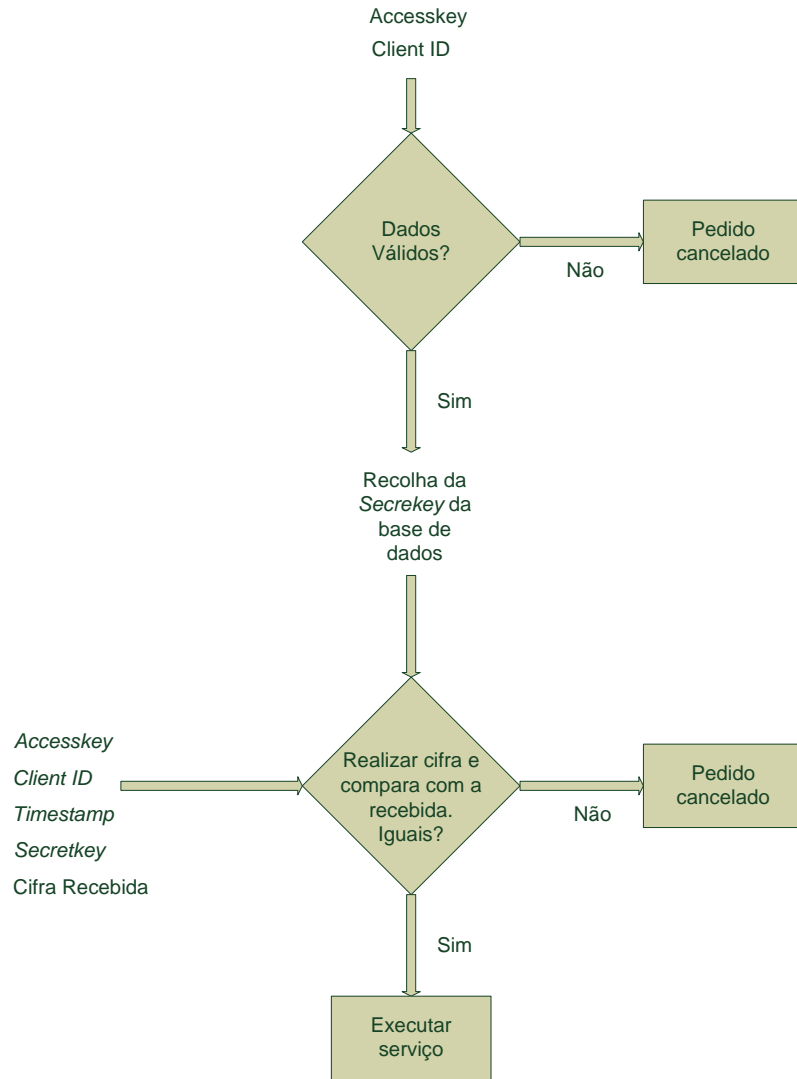 Accesskey
Client ID
Dados
Válidos?
Pedido
cancelado
Não
Sim
Recolha da
Secrekey da
base de
dados
Accesskey
Client ID
Timestamp
Secretkey
Cifra Recebida
Realizar cifra e
compara com a
recebida.
Iguais?
Pedido
cancelado
Não
Sim
Executar
serviço